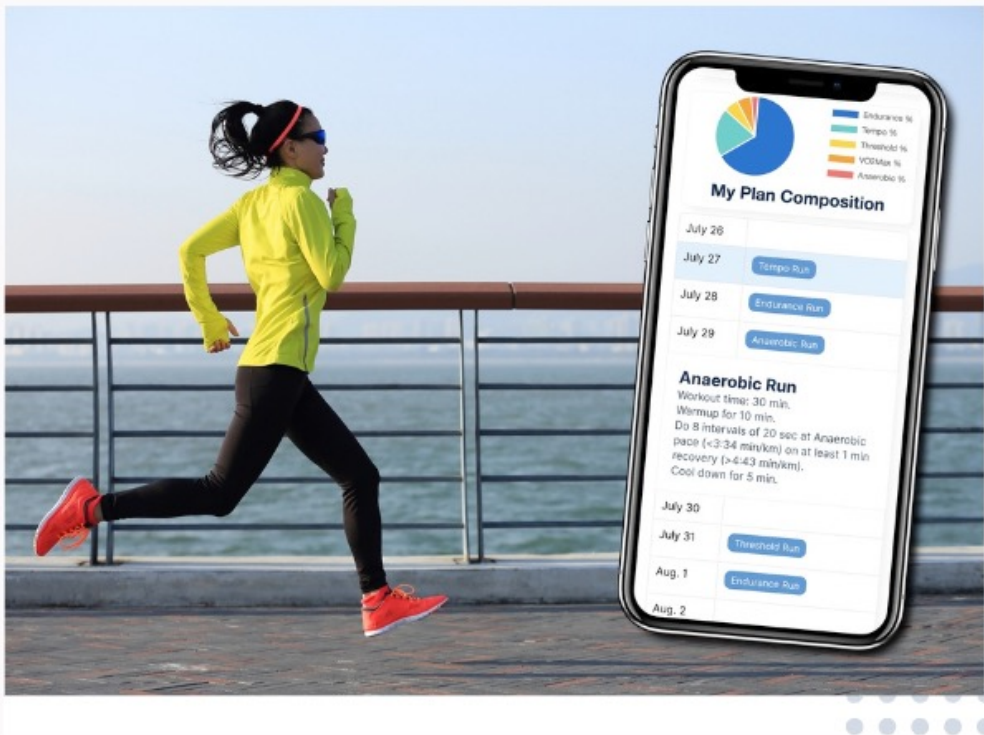 Endurance %
Tempo %
Threshold %
VO2Max %
Anaerobic %
My Plan Composition
July 26
July 27
Tempo Run
July 28
Endurance Run
July 29
Anaerobic Run
Anaerobic Run
Workout time: 30 min.
Warmup for 10 min.
Do 8 intervals of 20 sec at Anaerobic
pace (<3:34 min/km) on at least 1 min
recovery (>4:43 min/km).
Cool down for 5 min.
July 30
July 31
Threshold Run
Aug. 1
Endurance Run
Aug. 2